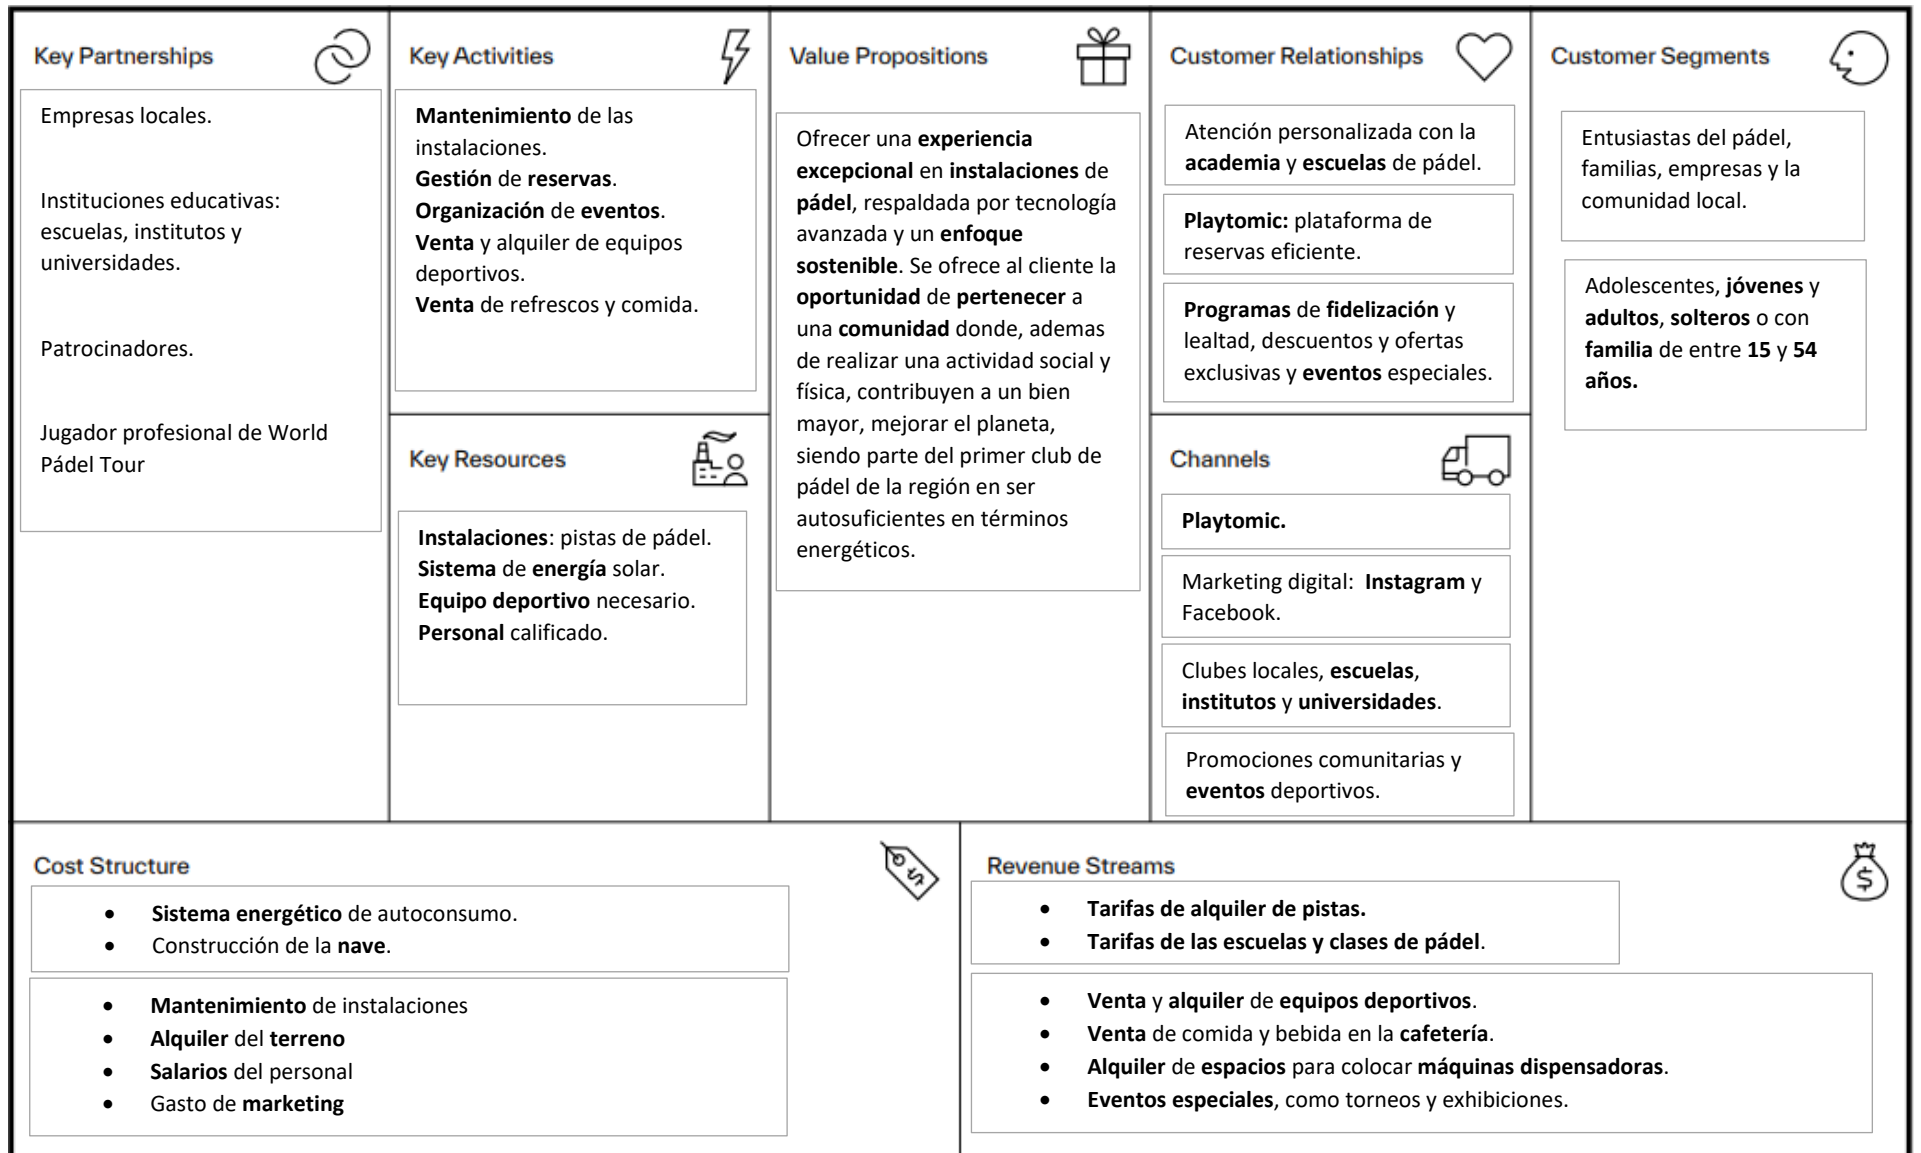 Key Partnerships
Empresas locales.
Instituciones educativas:
escuelas, institutos y
universidades.
Patrocinadores.
Jugador profesional de World
Pádel Tour
Key Activities
Mantenimiento de las
instalaciones.
Gestión de reservas.
Organización de eventos.
Venta y alquiler de equipos
deportivos.
Venta de refrescos y comida.
Key Resources
Instalaciones: pistas de pádel.
Sistema de energía solar.
Equipo deportivo necesario.
Personal calificado.
Value Propositions
Ofrecer una experiencia
excepcional en instalaciones de
pádel, respaldada por tecnología
avanzada y un enfoque
sostenible. Se ofrece al cliente la
oportunidad de pertenecer a
una comunidad donde, ademas
de realizar una actividad social y
física, contribuyen a un bien
mayor, mejorar el planeta,
siendo parte del primer club de
pádel de la región en ser
autosuficientes en términos
energéticos.
Customer Relationships
Atención personalizada con la
academia y escuelas de pádel.
Playtomic: plataforma de
reservas eficiente.
Programas de fidelización y
lealtad, descuentos y ofertas
exclusivas y eventos especiales.
Channels
Playtomic.
Marketing digital: Instagram y
Facebook.
Clubes locales, escuelas,
institutos y universidades.
Promociones comunitarias y
eventos deportivos.
Customer Segments
Entusiastas del pádel,
familias, empresas y la
comunidad local.
Adolescentes, jóvenes y
adultos, solteros o con
familia de entre 15 y 54
años.
Cost Structure
• Sistema energético de autoconsumo.
• Construcción de la nave.
• Mantenimiento de instalaciones
• Alquiler del terreno
• Salarios del personal
• Gasto de marketing
Revenue Streams
• Tarifas de alquiler de pistas.
• Tarifas de las escuelas y clases de pádel.
• Venta y alquiler de equipos deportivos.
• Venta de comida y bebida en la cafetería.
• Alquiler de espacios para colocar máquinas dispensadoras.
• Eventos especiales, como torneos y exhibiciones.